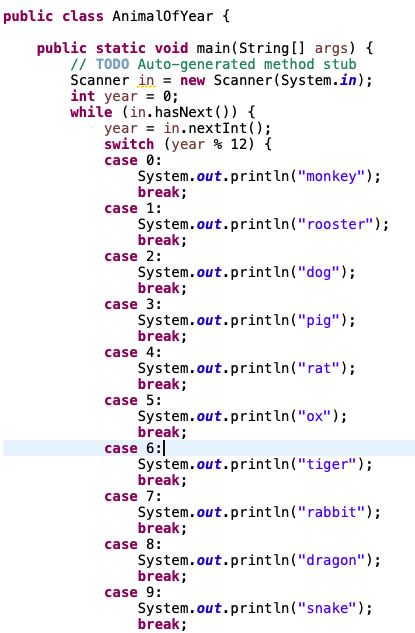 public class AnimalOfYear {
public static void main(String[] args) {
// TODO Auto-generated method stub
Scanner in = new Scanner(System.in);
int year = 0;
while (in.hasNext()) {
year = in.nextInt();
switch (year % 12) {
case 0:
System.out.println("monkey");
break;
case 1:
System.out.println("rooster");
break;
case 2:
System.out.println("dog");
break;
case 3:
System.out.println("pig");
break;
case 4:
System.out.println("rat");
break;
case 5:
System.out.println("ox");
break;
case 6:
System.out.println("tiger");
break;
case 7:
System.out.println("rabbit");
break;
case 8:
System.out.println("dragon");
break;
case 9:
System.out.println("snake");
break;